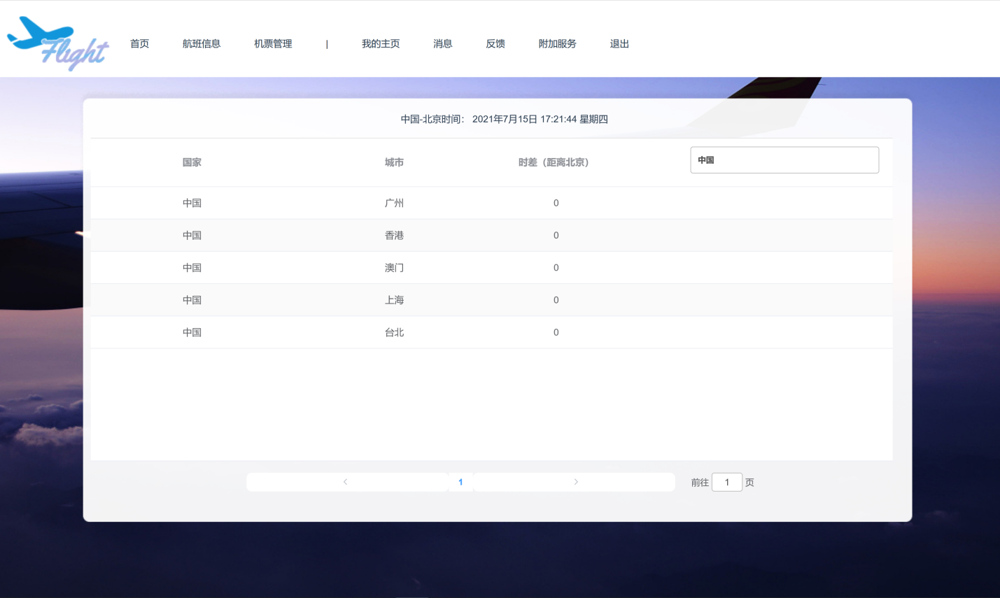 Flight 首页 航班信息 机票管理 | 我的主页 消息 反馈 附加服务 退出
中国-北京时间： 2021年7月15日 17:21:44 星期四
国家 城市 时差（距离北京） 中国
中国 广州 0
中国 香港 0
中国 澳门 0
中国 上海 0
中国 台北 0
1 前往 1 页